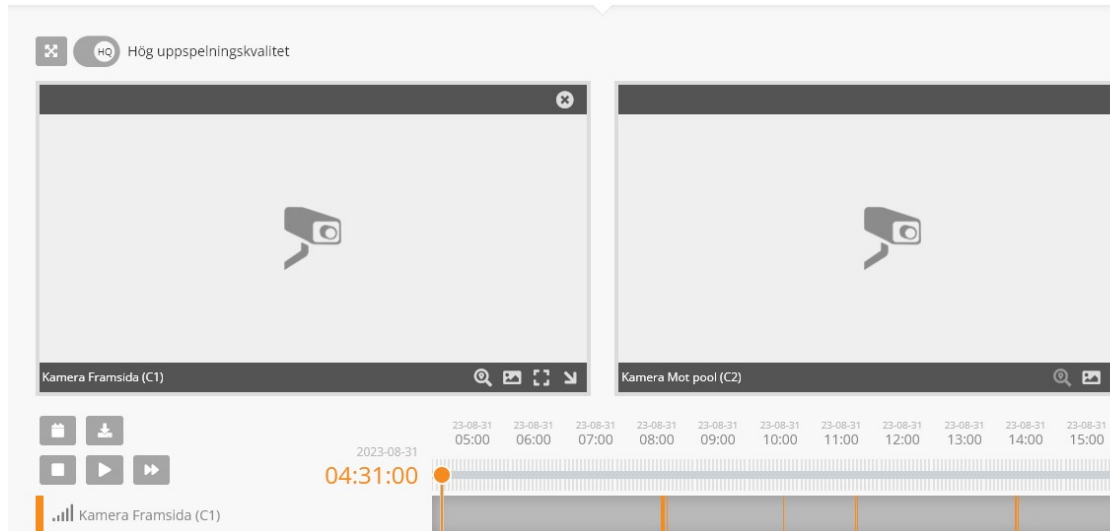 HQ Hög uppspelningskvalitet
Kamera Framsida (C1)
Kamera Mot pool (C2)
23-08-31 23-08-31 23-08-31 23-08-31 23-08-31 23-08-31 23-08-31 23-08-31 23-08-31 23-08-31 23-08-31
05:00 06:00 07:00 08:00 09:00 10:00 11:00 12:00 13:00 14:00 15:00
2023-08-31
04:31:00
Kamera Framsida (C1)